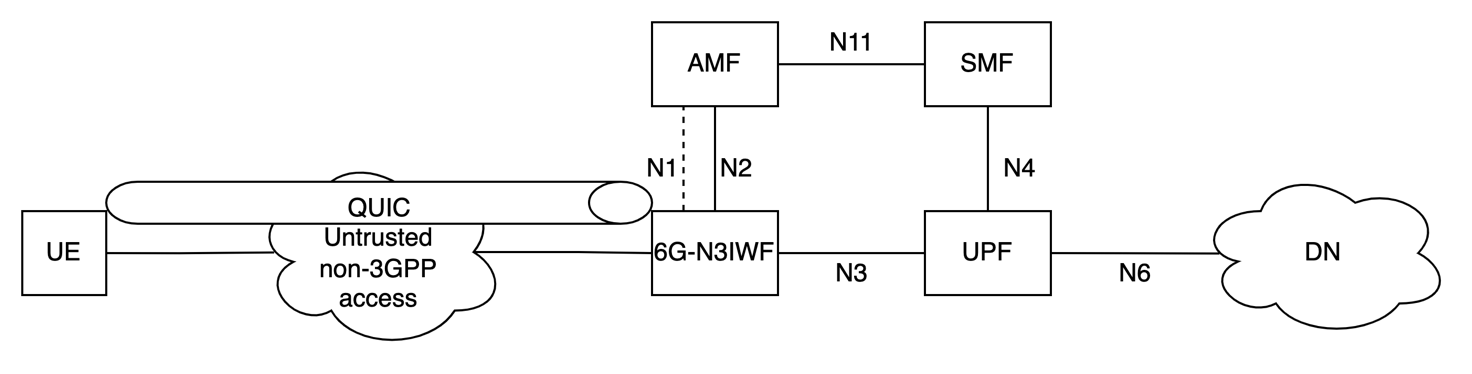 AMF
N11
SMF
N1
N2
N4
QUIC
UE
Untrusted
non-3GPP
access
6G-N3IWF
N3
UPF
N6
DN